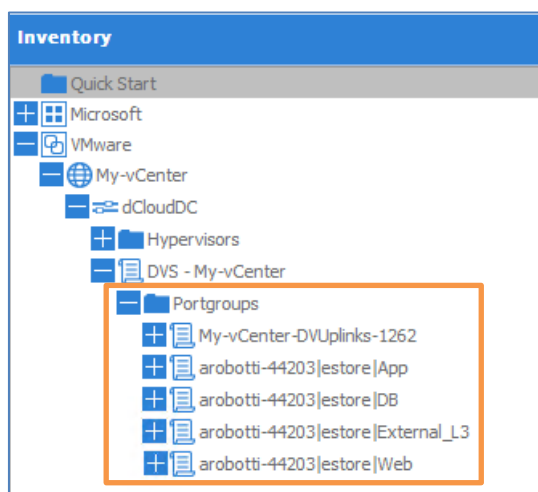 Inventory
Quick Start
Microsoft
VMware
My-vCenter
dCloudDC
Hypervisors
DVS - My-vCenter
Portgroups
My-vCenter-DVUplinks-1262
arobotti-44203|estore|App
arobotti-44203|estore|DB
arobotti-44203|estore|External_L3
arobotti-44203|estore|Web